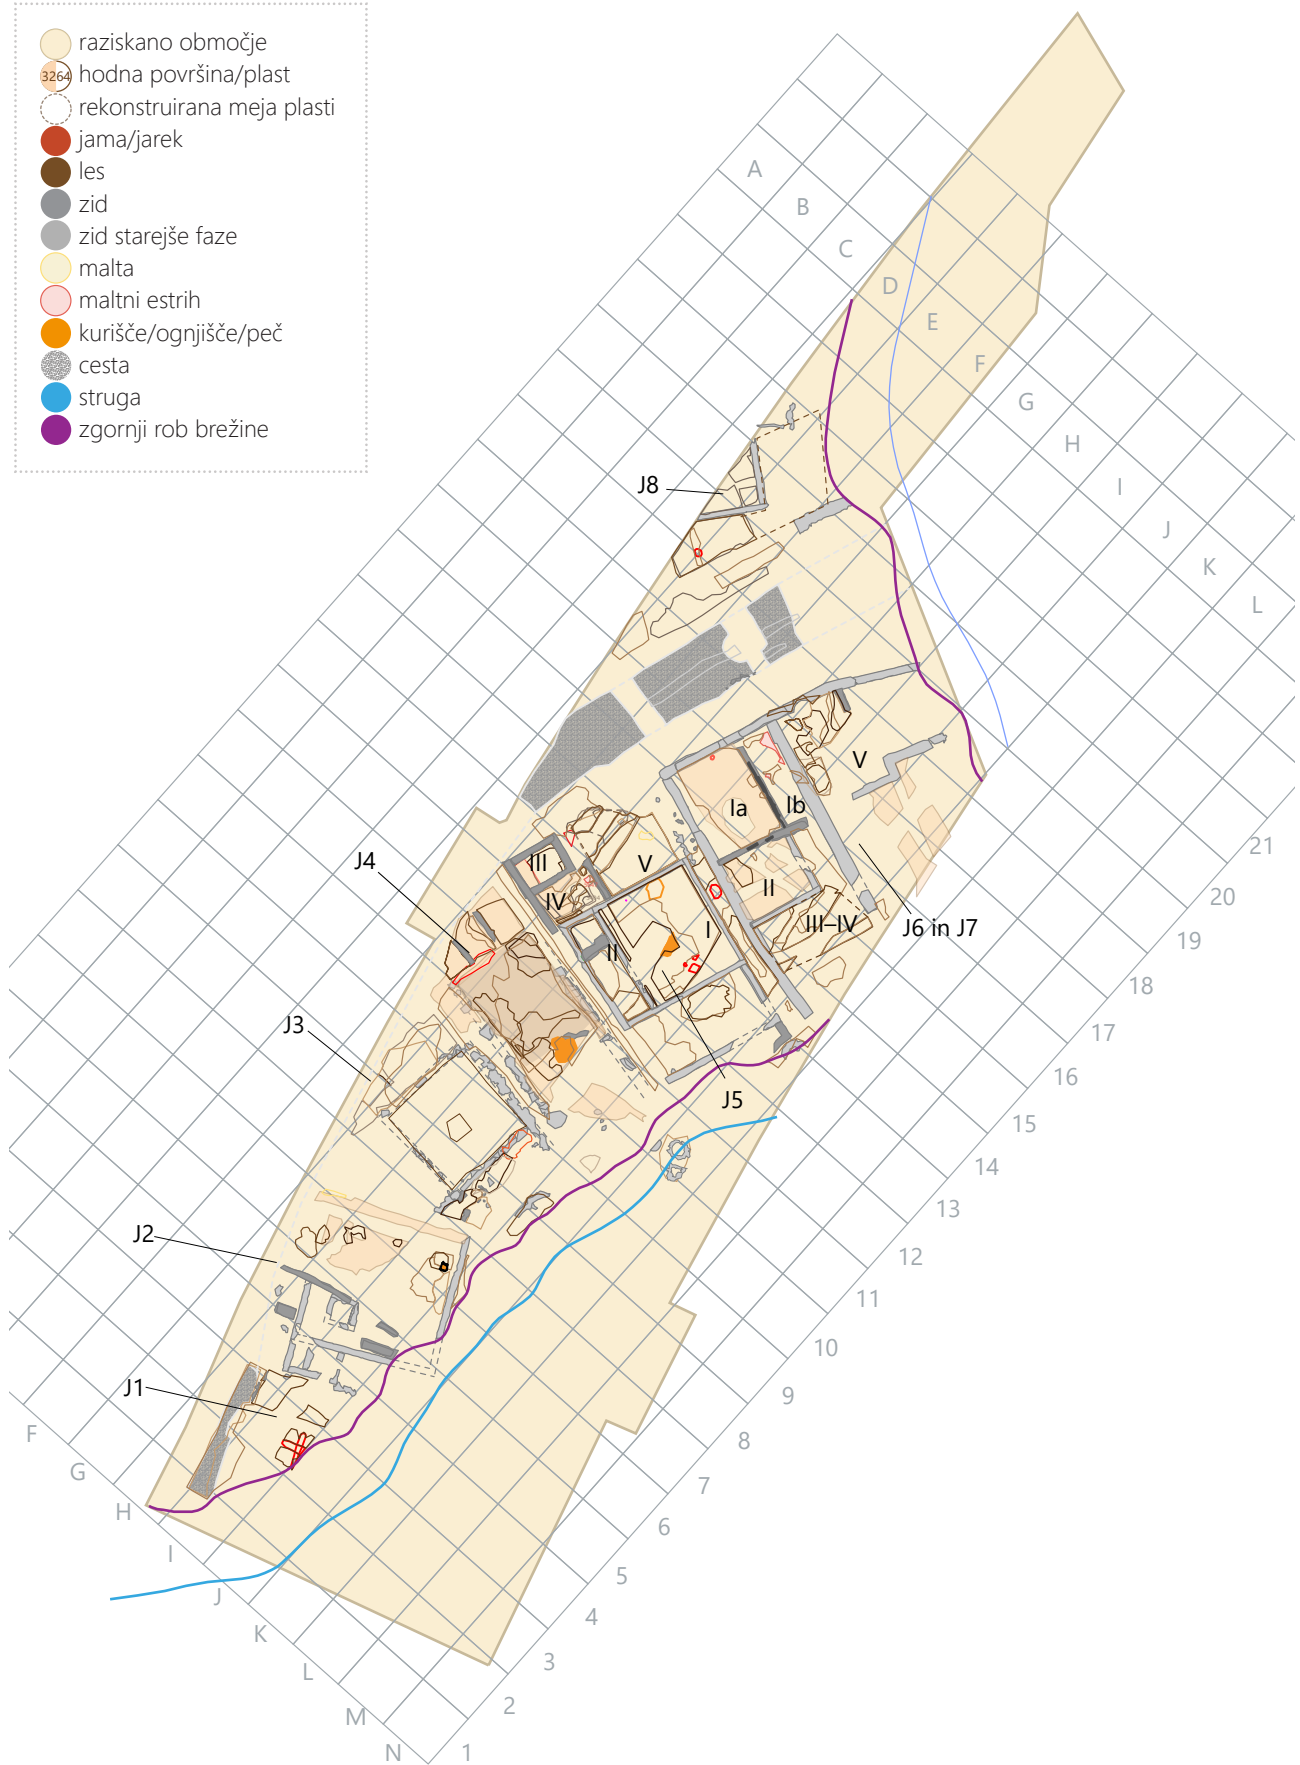 raziskano območje
3264 hodna površina/plast
rekonstruirana meja plasti
jama/jarek
les
zid
zid starejše faze
malta
maltni estrih
kurišče/ognjišče/peč
cesta
struga
zgornji rob brežine
A
B
C
D
E
F
G
H
I
J
K
L
J8
V
Ia
Ib
III
V
J4
IV
II
I
II
III–IV
J6 in J7
J3
J5
J2
J1
21
20
19
18
17
16
15
14
13
12
11
10
9
8
7
6
5
4
3
2
1
F
G
H
I
J
K
L
M
N